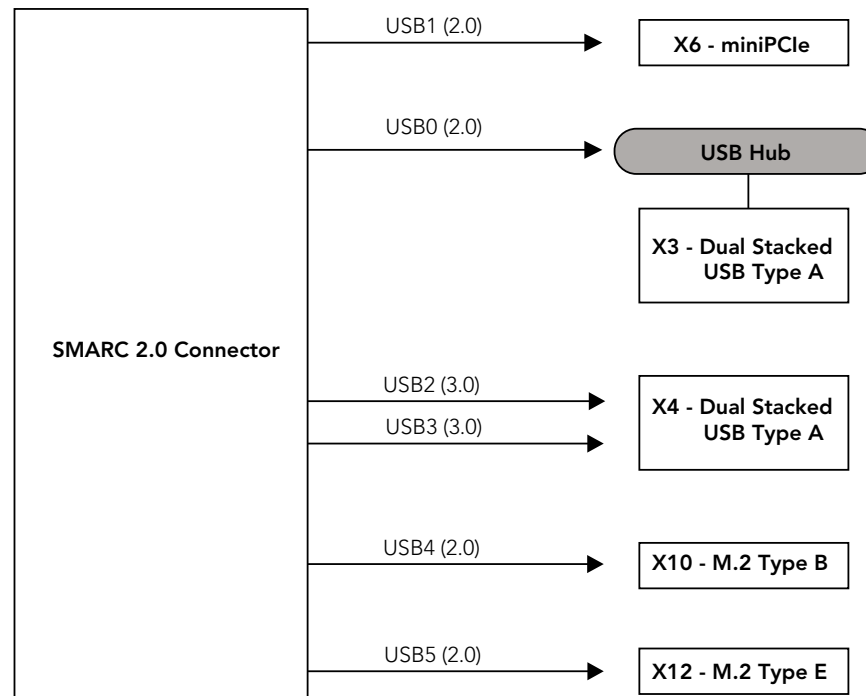 USB1 (2.0)
X6 - miniPCIe
USB0 (2.0)
USB Hub
X3 - Dual Stacked
USB Type A
SMARC 2.0 Connector
USB2 (3.0)
X4 - Dual Stacked
USB Type A
USB3 (3.0)
USB4 (2.0)
X10 - M.2 Type B
USB5 (2.0)
X12 - M.2 Type E